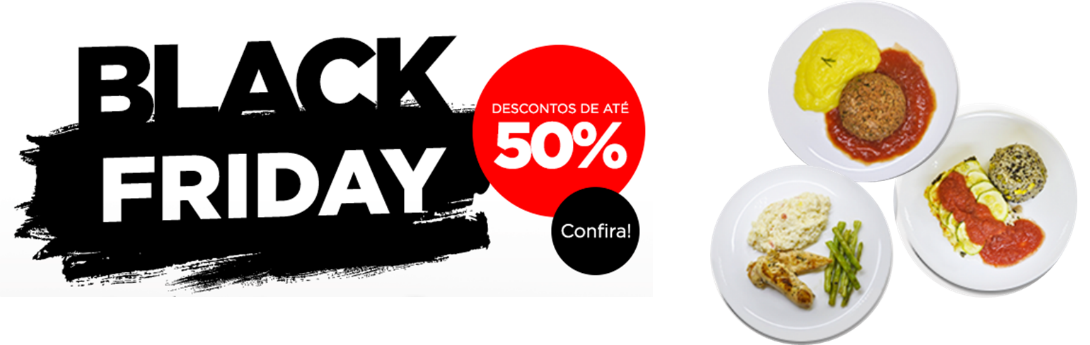 BLACK
FRIDAY
DESCONTOS DE ATÉ
50%
Confira!